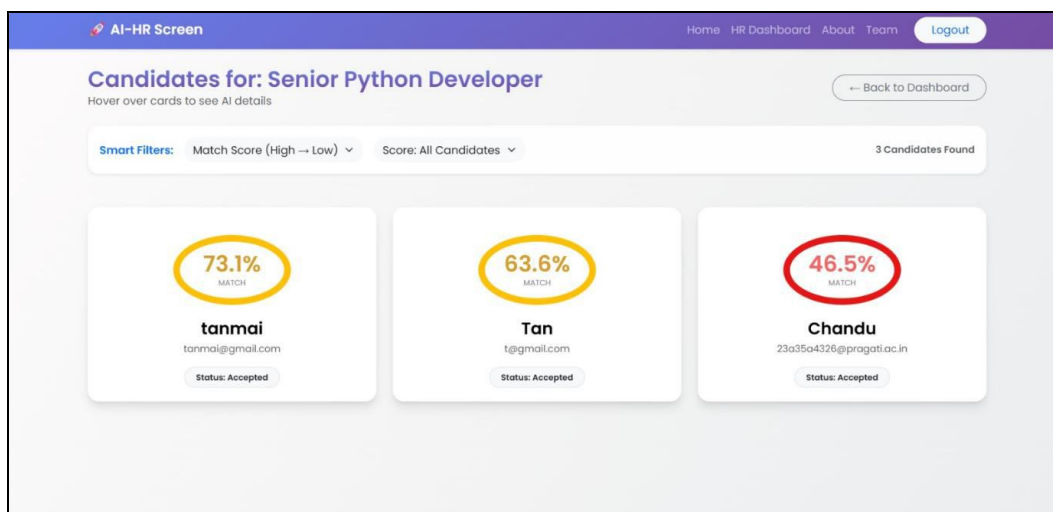 🚀 AI-HR Screen
Home HR Dashboard About Team Logout
Candidates for: Senior Python Developer
Hover over cards to see AI details
← Back to Dashboard
Smart Filters: Match Score (High → Low) Score: All Candidates 3 Candidates Found
73.1%
MATCH
tanmai
tanmai@gmail.com
Status: Accepted
63.6%
MATCH
Tan
t@gmail.com
Status: Accepted
46.5%
MATCH
Chandu
23a35a4326@pragati.ac.in
Status: Accepted